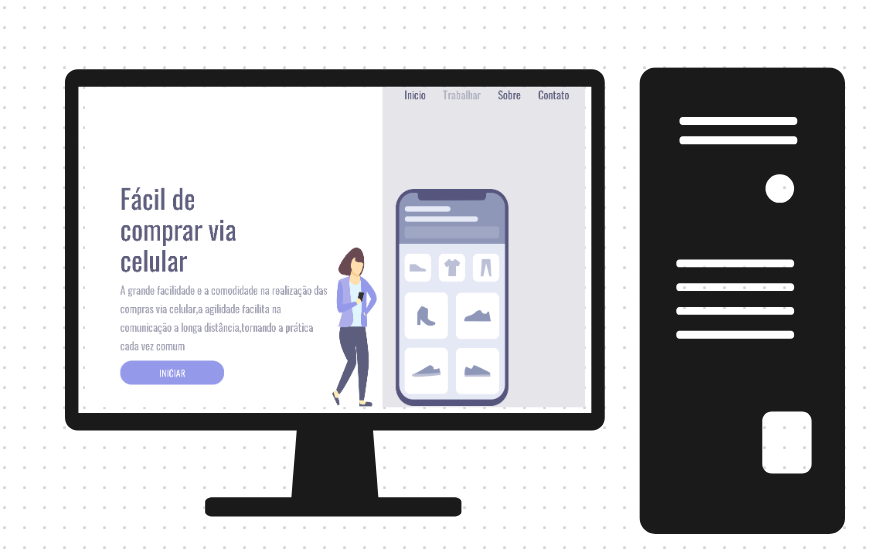 Inicio Trabalhar Sobre Contato
Fácil de
comprar via
celular
A grande facilidade e a comodidade na realização das
compras via celular,a agilidade facilita na
comunicação a longa distância,tornando a prática
cada vez comum
INICIAR